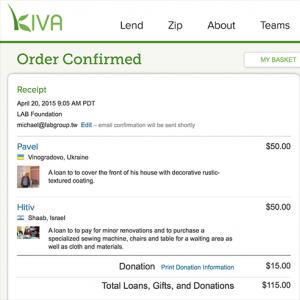 KIVA
Lend Zip About Teams
Order Confirmed
MY BASKET
Receipt
April 20, 2015 9:05 AM PDT
LAB Foundation
michael@labgroup.tw Edit – email confirmation will be sent shortly
Pavel $50.00
Vinogradovo, Ukraine
A loan to to cover the front of his house with decorative rustic-
textured coating.
Hitiv $50.00
Shaab, Israel
A loan to to pay for minor renovations and to purchase a
specialized sewing machine, chairs and table for a waiting area as
well as cloth and materials.
Donation Print Donation Information $15.00
Total Loans, Gifts, and Donations $115.00